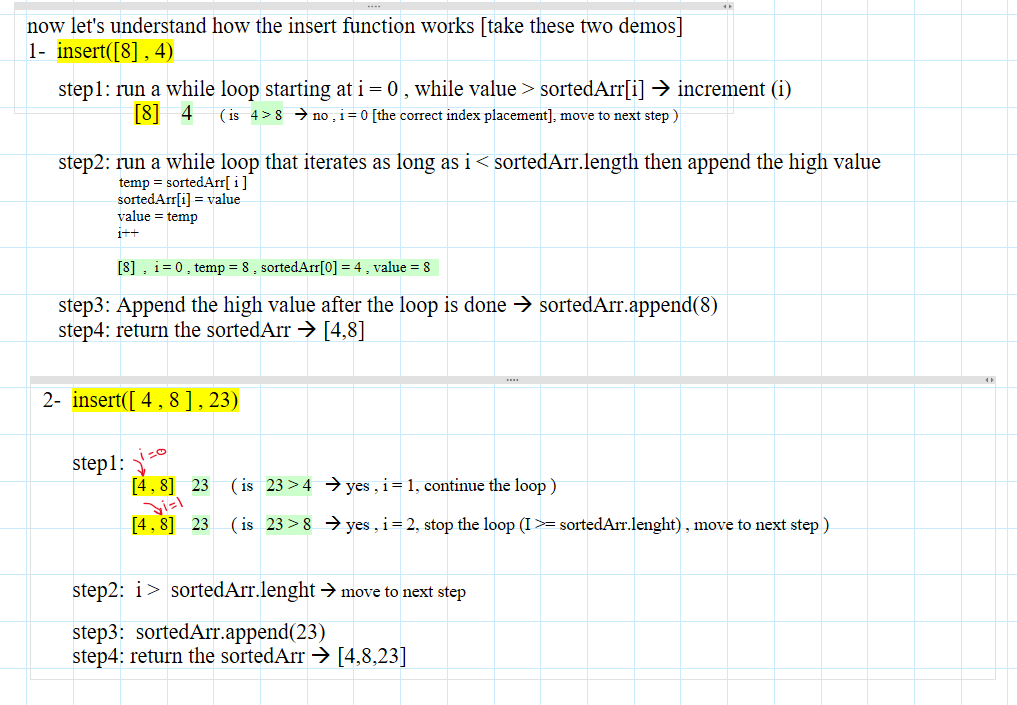 now let's understand how the insert function works [take these two demos]
1- insert([8] , 4)
step1: run a while loop starting at i = 0 , while value > sortedArr[i] → increment (i)
[8] 4 ( is 4 > 8 → no , i = 0 [the correct index placement], move to next step )
step2: run a while loop that iterates as long as i < sortedArr.length then append the high value
temp = sortedArr[ i ]
sortedArr[i] = value
value = temp
i++
[8] , i = 0 , temp = 8 , sortedArr[0] = 4 , value = 8
step3: Append the high value after the loop is done → sortedArr.append(8)
step4: return the sortedArr → [4,8]
2- insert([ 4 , 8 ] , 23)
i=0
step1:
[4 , 8] 23 ( is 23 > 4 → yes , i = 1, continue the loop )
i=1
[4 , 8] 23 ( is 23 > 8 → yes , i = 2, stop the loop (I >= sortedArr.lenght) , move to next step )
step2: i > sortedArr.lenght → move to next step
step3: sortedArr.append(23)
step4: return the sortedArr → [4,8,23]